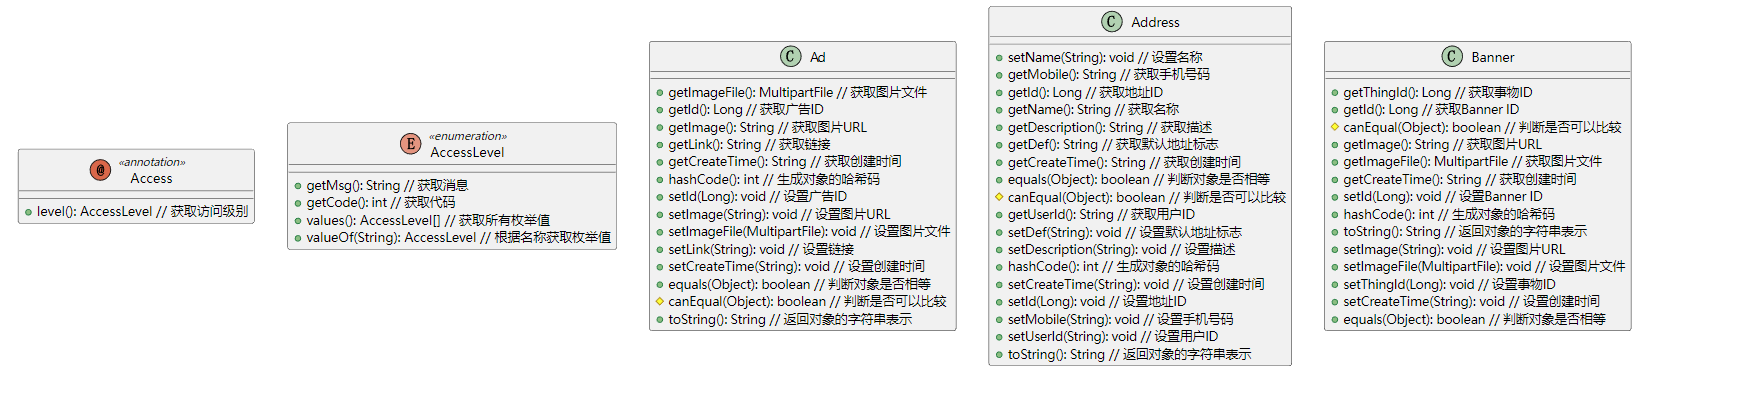 @
«annotation»
Access
level(): AccessLevel // 获取访问级别
E
«enumeration»
AccessLevel
getMsg(): String // 获取消息
getCode(): int // 获取代码
values(): AccessLevel[] // 获取所有枚举值
valueOf(String): AccessLevel // 根据名称获取枚举值
C Ad
getImageFile(): MultipartFile // 获取图片文件
getId(): Long // 获取广告ID
getImage(): String // 获取图片URL
getLink(): String // 获取链接
getCreateTime(): String // 获取创建时间
hashCode(): int // 生成对象的哈希码
setId(Long): void // 设置广告ID
setImage(String): void // 设置图片URL
setImageFile(MultipartFile): void // 设置图片文件
setLink(String): void // 设置链接
setCreateTime(String): void // 设置创建时间
equals(Object): boolean // 判断对象是否相等
canEqual(Object): boolean // 判断是否可以比较
toString(): String // 返回对象的字符串表示
C Address
setName(String): void // 设置名称
getMobile(): String // 获取手机号码
getId(): Long // 获取地址ID
getName(): String // 获取名称
getDescription(): String // 获取描述
getDef(): String // 获取默认地址标志
getCreateTime(): String // 获取创建时间
equals(Object): boolean // 判断对象是否相等
canEqual(Object): boolean // 判断是否可以比较
getUserId(): String // 获取用户ID
setDef(String): void // 设置默认地址标志
setDescription(String): void // 设置描述
hashCode(): int // 生成对象的哈希码
setCreateTime(String): void // 设置创建时间
setId(Long): void // 设置地址ID
setMobile(String): void // 设置手机号码
setUserId(String): void // 设置用户ID
toString(): String // 返回对象的字符串表示
C Banner
getThingId(): Long // 获取事物ID
getId(): Long // 获取Banner ID
canEqual(Object): boolean // 判断是否可以比较
getImage(): String // 获取图片URL
getImageFile(): MultipartFile // 获取图片文件
getCreateTime(): String // 获取创建时间
setId(Long): void // 设置Banner ID
hashCode(): int // 生成对象的哈希码
toString(): String // 返回对象的字符串表示
setImage(String): void // 设置图片URL
setImageFile(MultipartFile): void // 设置图片文件
setThingId(Long): void // 设置事物ID
setCreateTime(String): void // 设置创建时间
equals(Object): boolean // 判断对象是否相等